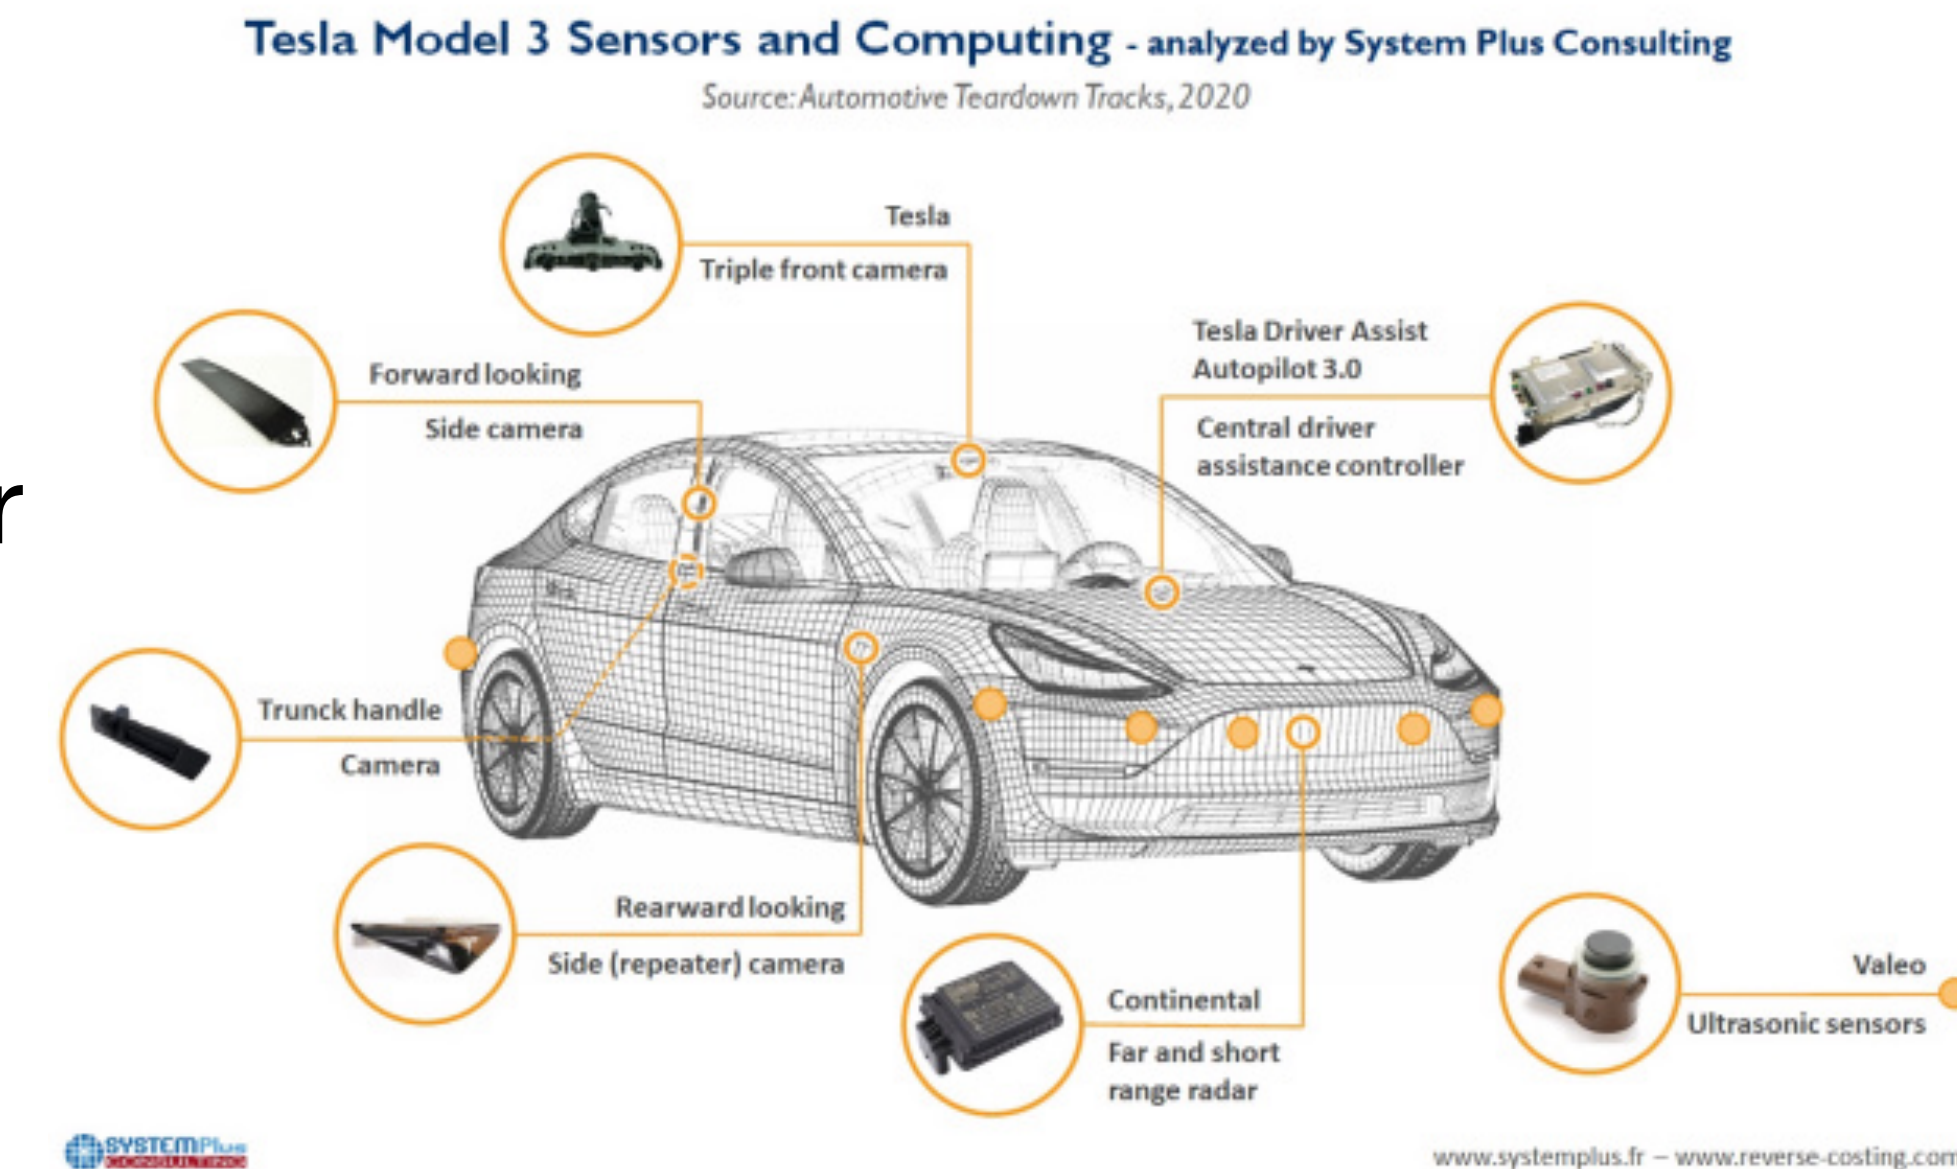 Tesla Model 3 Sensors and Computing - analyzed by System Plus Consulting
Source: Automotive Teardown Tracks, 2020
Tesla
Triple front camera
Tesla Driver Assist
Autopilot 3.0
Central driver
assistance controller
Forward looking
Side camera
r
Trunck handle
Camera
Rearward looking
Side (repeater) camera
Continental
Far and short
range radar
Valeo
Ultrasonic sensors
SYSTEMPlus
CONSULTING
www.systemplus.fr – www.reverse-costing.com